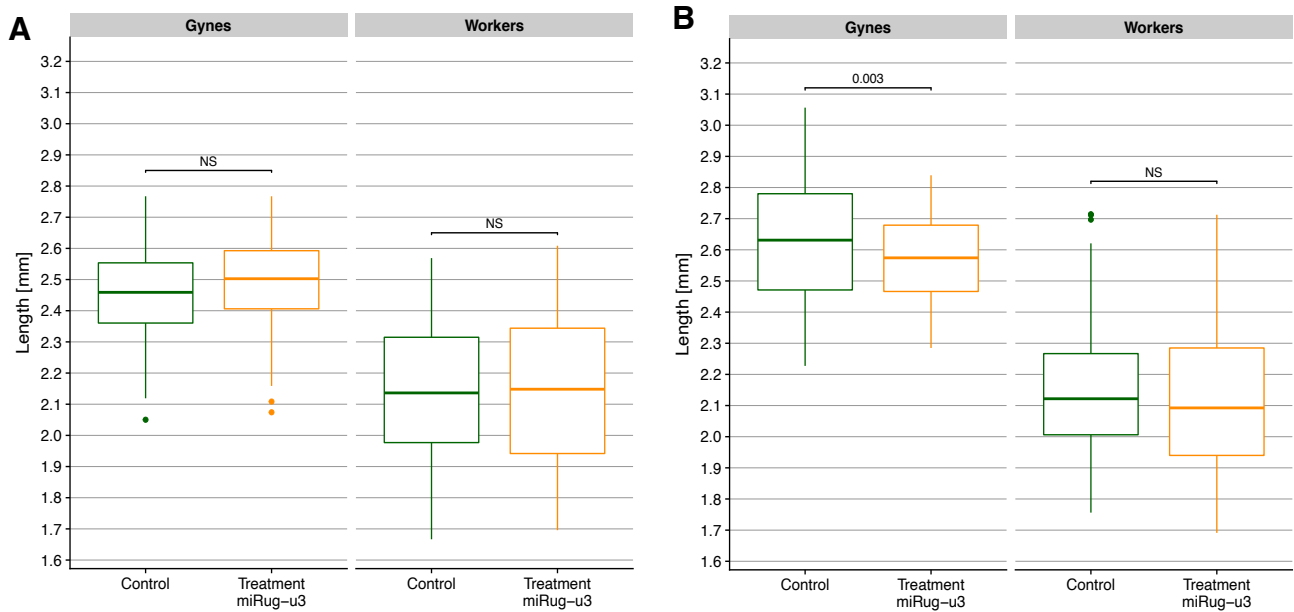 A
Gynes
Workers
Length [mm]
3.2
3.1
3.0
2.9
2.8
2.7
2.6
2.5
2.4
2.3
2.2
2.1
2.0
1.9
1.8
1.7
1.6
NS
NS
Control
Treatment
miRug−u3
Control
Treatment
miRug−u3
B
Gynes
Workers
Length [mm]
3.2
3.1
3.0
2.9
2.8
2.7
2.6
2.5
2.4
2.3
2.2
2.1
2.0
1.9
1.8
1.7
1.6
0.003
NS
Control
Treatment
miRug−u3
Control
Treatment
miRug−u3